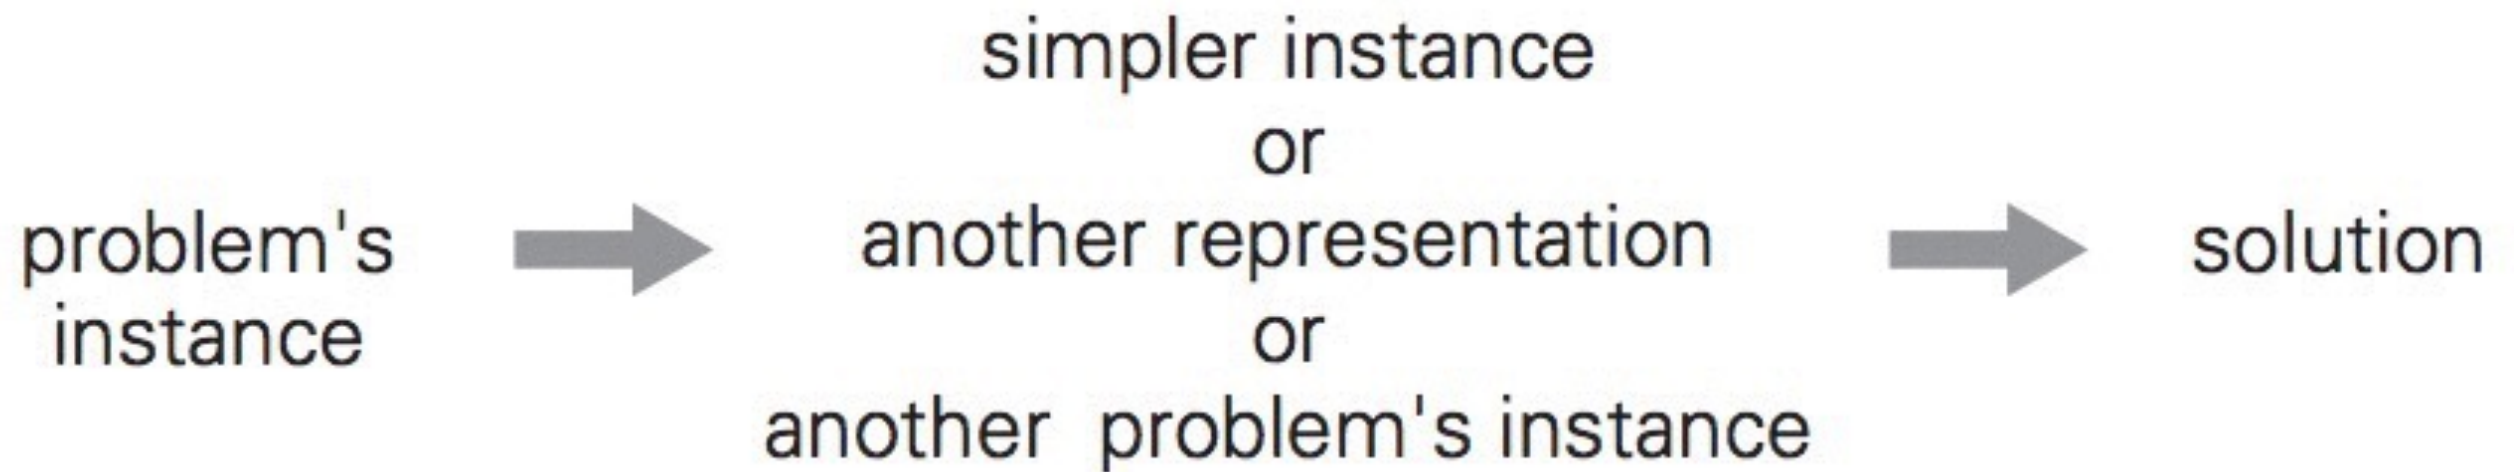 problem's
instance
simpler instance
or
another representation
or
another problem's instance
solution